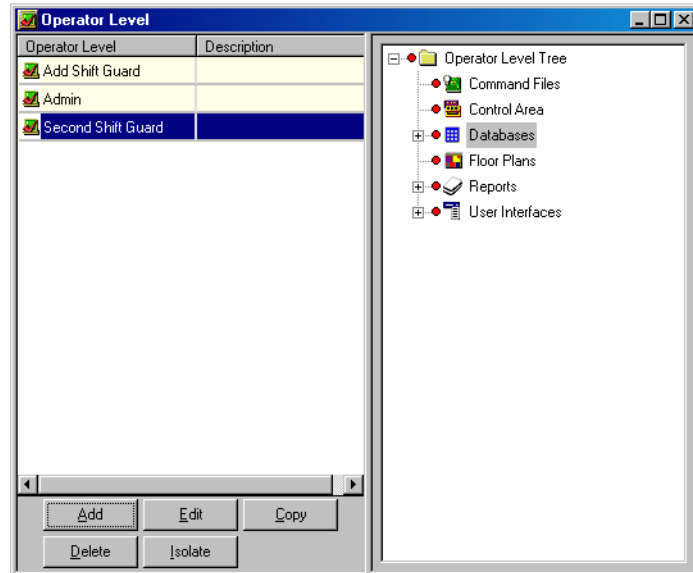 Operator Level
Operator Level Description
Add Shift Guard
Admin
Second Shift Guard
Add Edit Copy
Delete Isolate
Operator Level Tree
Command Files
Control Area
Databases
Floor Plans
Reports
User Interfaces